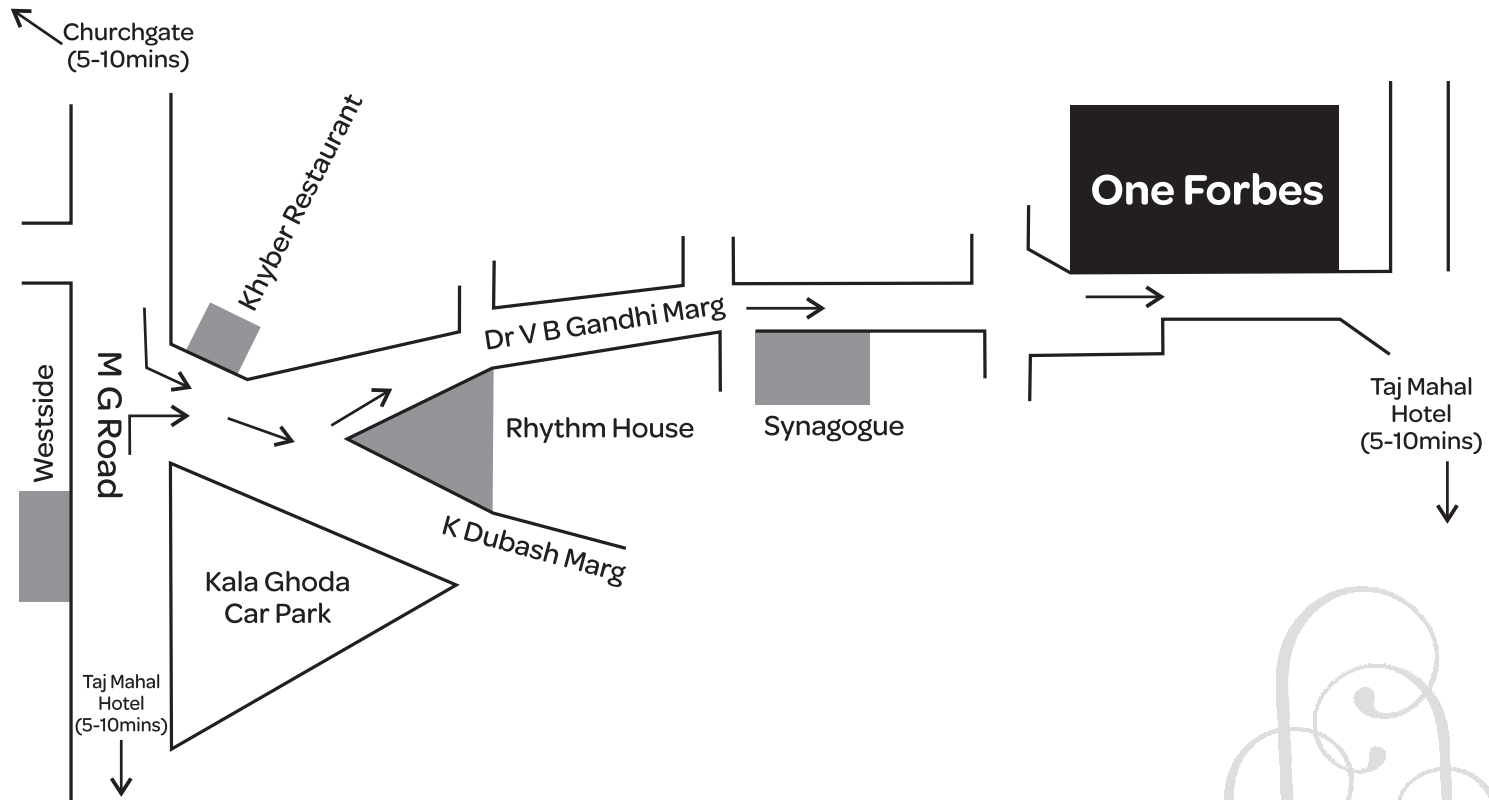 Churchgate
(5-10mins)
Khyber Restaurant
One Forbes
Dr V B Gandhi Marg
M G Road
Westside
Rhythm House
Synagogue
Taj Mahal
Hotel
(5-10mins)
K Dubash Marg
Kala Ghoda
Car Park
Taj Mahal
Hotel
(5-10mins)